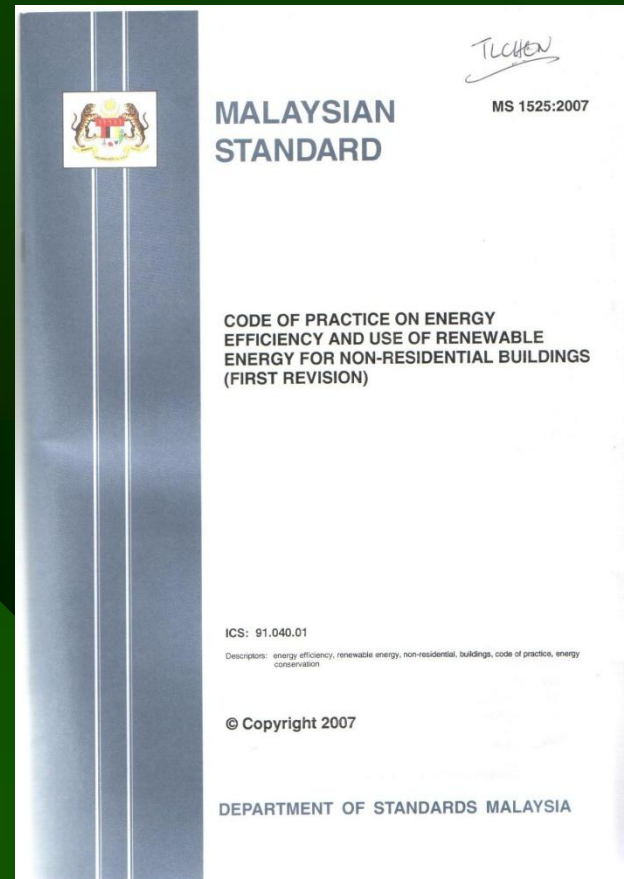 TLCHEN
MALAYSIAN
STANDARD
MS 1525:2007
CODE OF PRACTICE ON ENERGY
EFFICIENCY AND USE OF RENEWABLE
ENERGY FOR NON-RESIDENTIAL BUILDINGS
(FIRST REVISION)
ICS: 91.040.01
Descriptors: energy efficiency, renewable energy, non-residential, buildings, code of practice, energy
conservation
© Copyright 2007
DEPARTMENT OF STANDARDS MALAYSIA